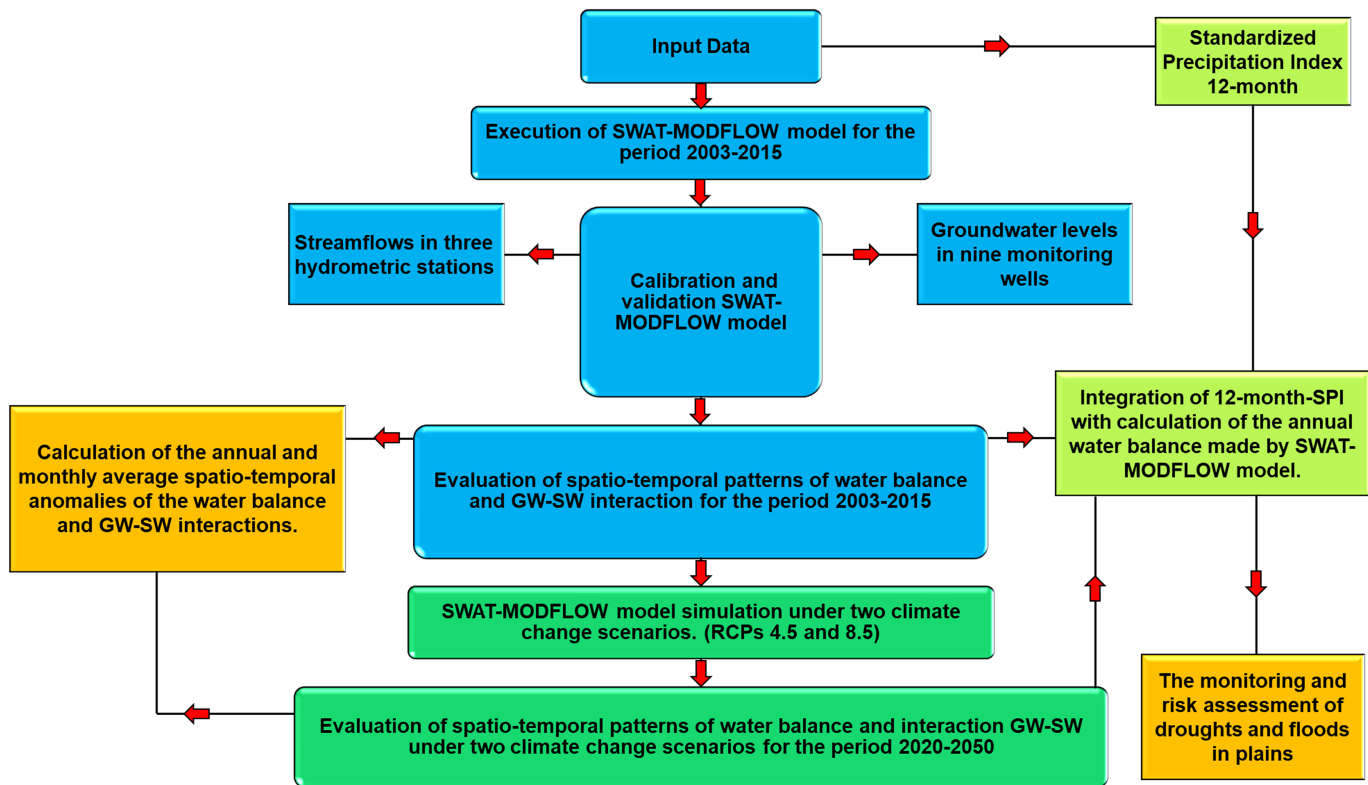 Input Data
Standardized
Precipitation Index
12-month
Execution of SWAT-MODFLOW model for the
period 2003-2015
Streamflows in three
hydrometric stations
Calibration and
validation SWAT-
MODFLOW model
Groundwater levels
in nine monitoring
wells
Calculation of the annual and
monthly average spatio-temporal
anomalies of the water balance
and GW-SW interactions.
Evaluation of spatio-temporal patterns of water balance
and GW-SW interaction for the period 2003-2015
Integration of 12-month-SPI
with calculation of the annual
water balance made by SWAT-
MODFLOW model.
SWAT-MODFLOW model simulation under two climate
change scenarios. (RCPs 4.5 and 8.5)
Evaluation of spatio-temporal patterns of water balance and interaction GW-SW
under two climate change scenarios for the period 2020-2050
The monitoring and
risk assessment of
droughts and floods
in plains